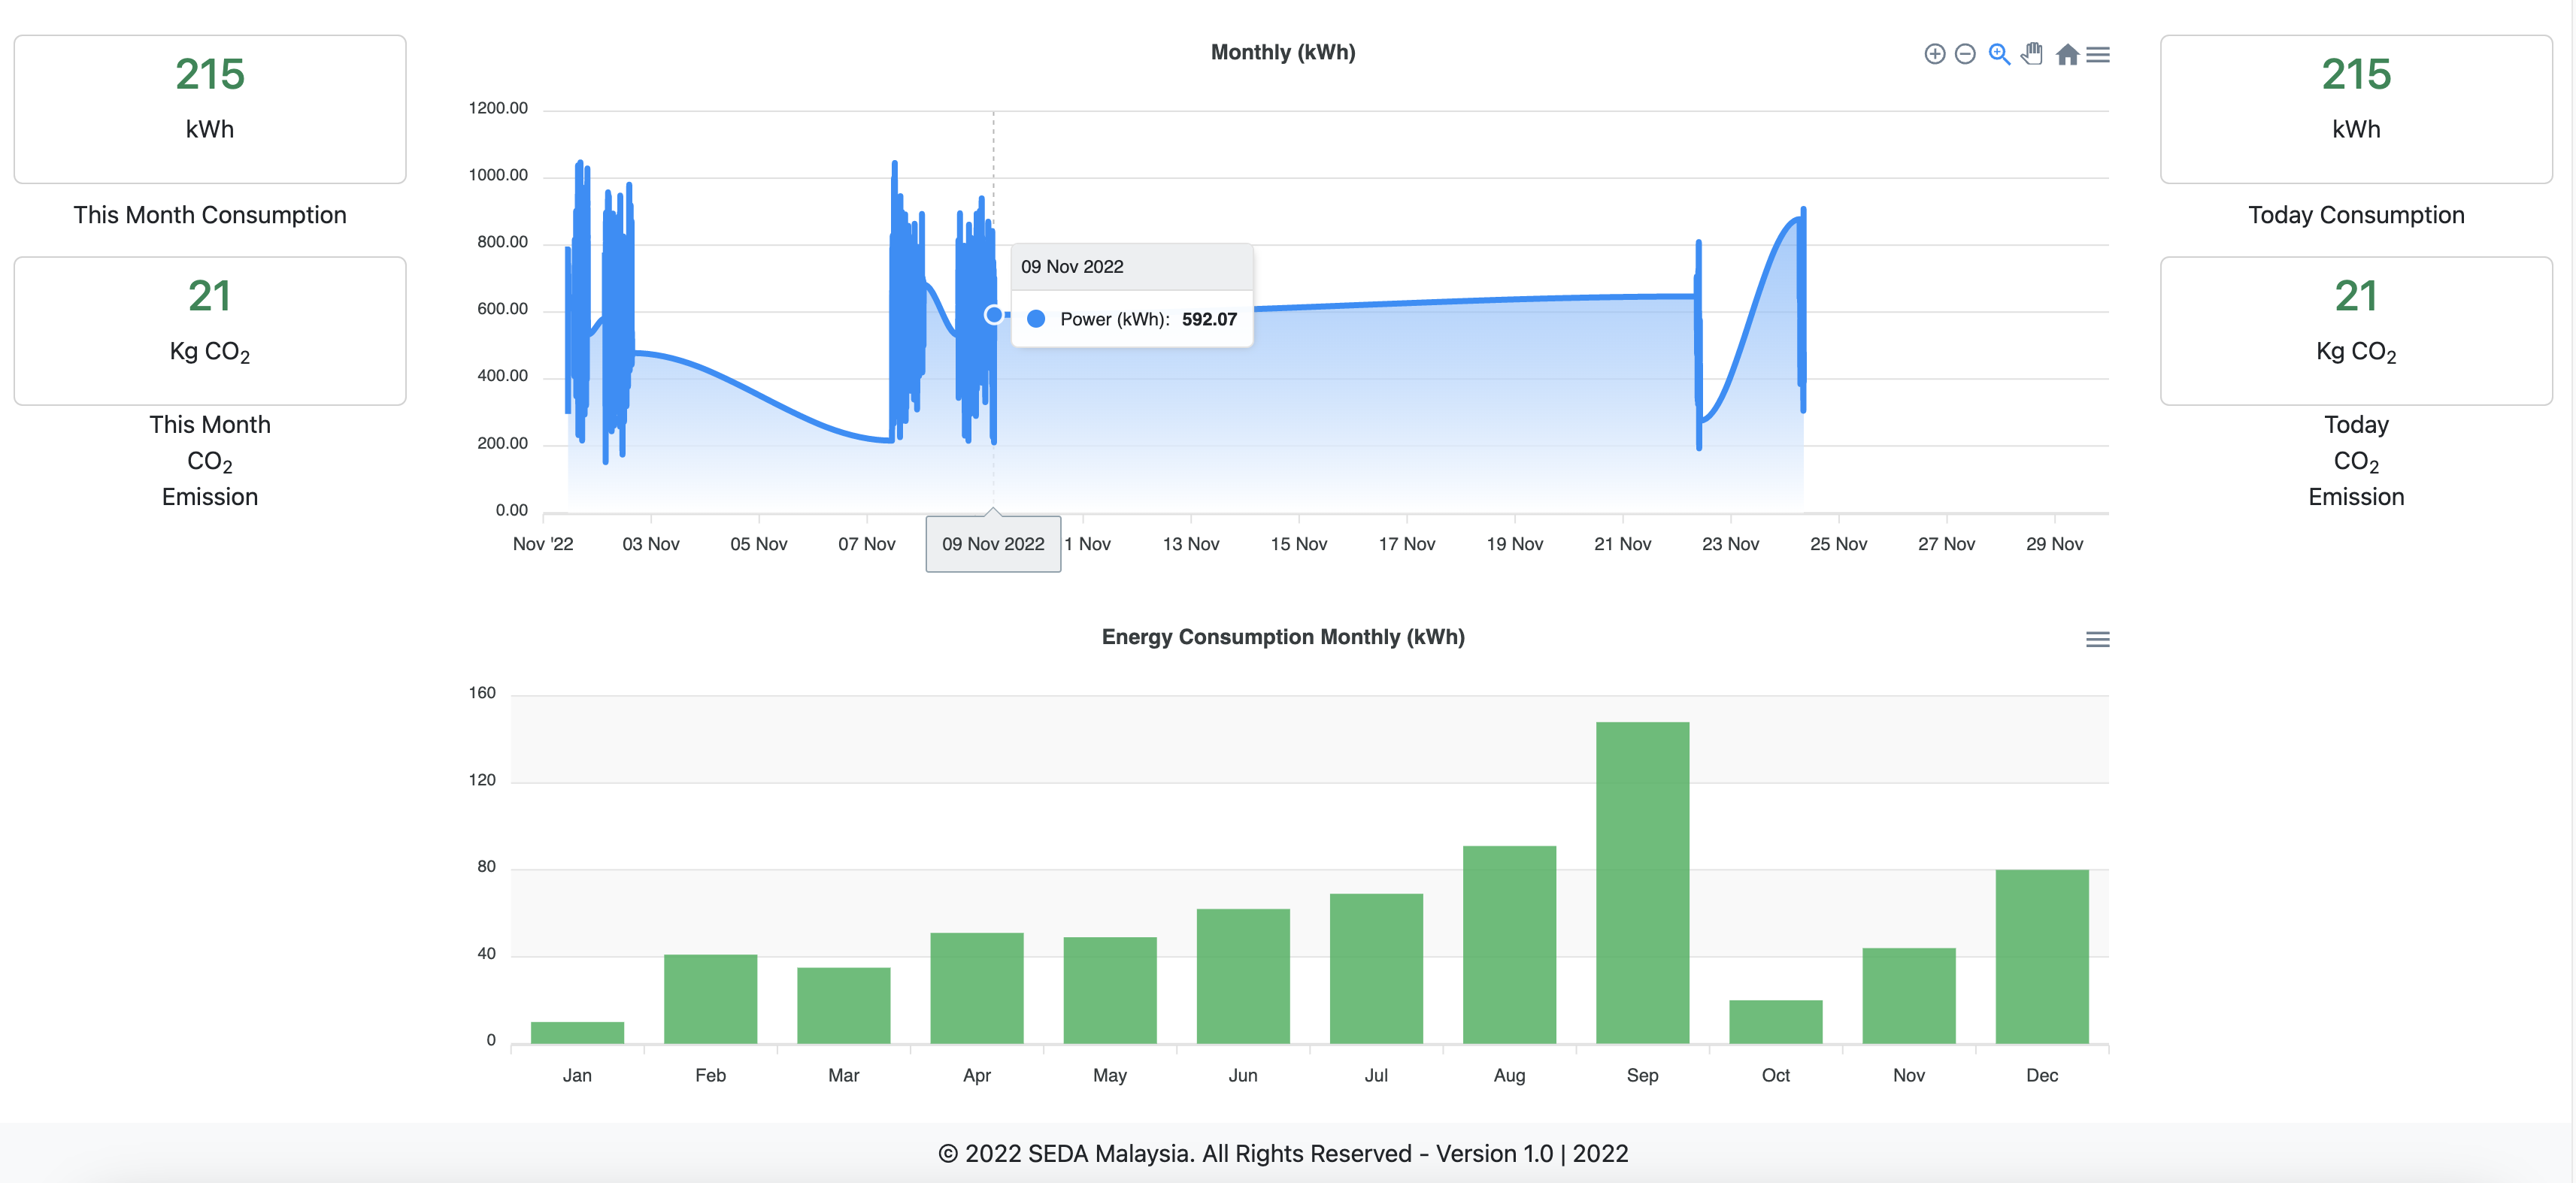 215
kWh
This Month Consumption
21
Kg CO₂
This Month
CO₂
Emission
Monthly (kWh)
1200.00
1000.00
800.00
600.00
400.00
200.00
0.00
09 Nov 2022
Power (kWh): 592.07
Nov '22 03 Nov 05 Nov 07 Nov 09 Nov 2022 1 Nov 13 Nov 15 Nov 17 Nov 19 Nov 21 Nov 23 Nov 25 Nov 27 Nov 29 Nov
215
kWh
Today Consumption
21
Kg CO₂
Today
CO₂
Emission
Energy Consumption Monthly (kWh)
160
120
80
40
0
Jan Feb Mar Apr May Jun Jul Aug Sep Oct Nov Dec
© 2022 SEDA Malaysia. All Rights Reserved - Version 1.0 | 2022